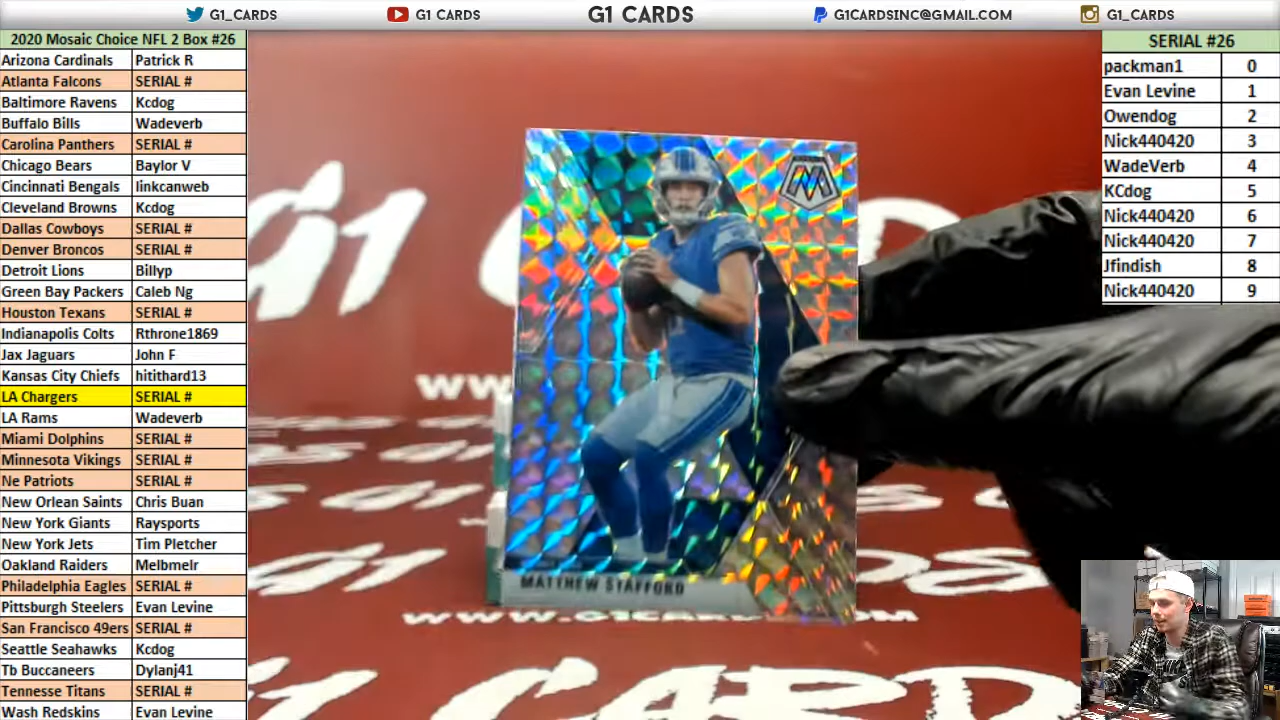 G1_CARDS
G1 CARDS
G1 CARDS
G1CARDSINC@GMAIL.COM
G1_CARDS
2020 Mosaic Choice NFL 2 Box #26
Arizona Cardinals Patrick R
Atlanta Falcons SERIAL #
Baltimore Ravens Kcdog
Buffalo Bills Wadeverb
Carolina Panthers SERIAL #
Chicago Bears Baylor V
Cincinnati Bengals linkcanweb
Cleveland Browns Kcdog
Dallas Cowboys SERIAL #
Denver Broncos SERIAL #
Detroit Lions Billyp
Green Bay Packers Caleb Ng
Houston Texans SERIAL #
Indianapolis Colts Rthrone1869
Jax Jaguars John F
Kansas City Chiefs hitithard13
LA Chargers SERIAL #
LA Rams Wadeverb
Miami Dolphins SERIAL #
Minnesota Vikings SERIAL #
Ne Patriots SERIAL #
New Orlean Saints Chris Buan
New York Giants Raysports
New York Jets Tim Pletcher
Oakland Raiders Melbmelr
Philadelphia Eagles SERIAL #
Pittsburgh Steelers Evan Levine
San Francisco 49ers SERIAL #
Seattle Seahawks Kcdog
Tb Buccaneers Dylanj41
Tennesse Titans SERIAL #
Wash Redskins Evan Levine
SERIAL #26
packman1 0
Evan Levine 1
Owendog 2
Nick440420 3
WadeVerb 4
KCdog 5
Nick440420 6
Nick440420 7
Jfindish 8
Nick440420 9
G1 CARD
MATTHEW STAFFORD
WWW.G1CARDS.COM
G1 CARDS